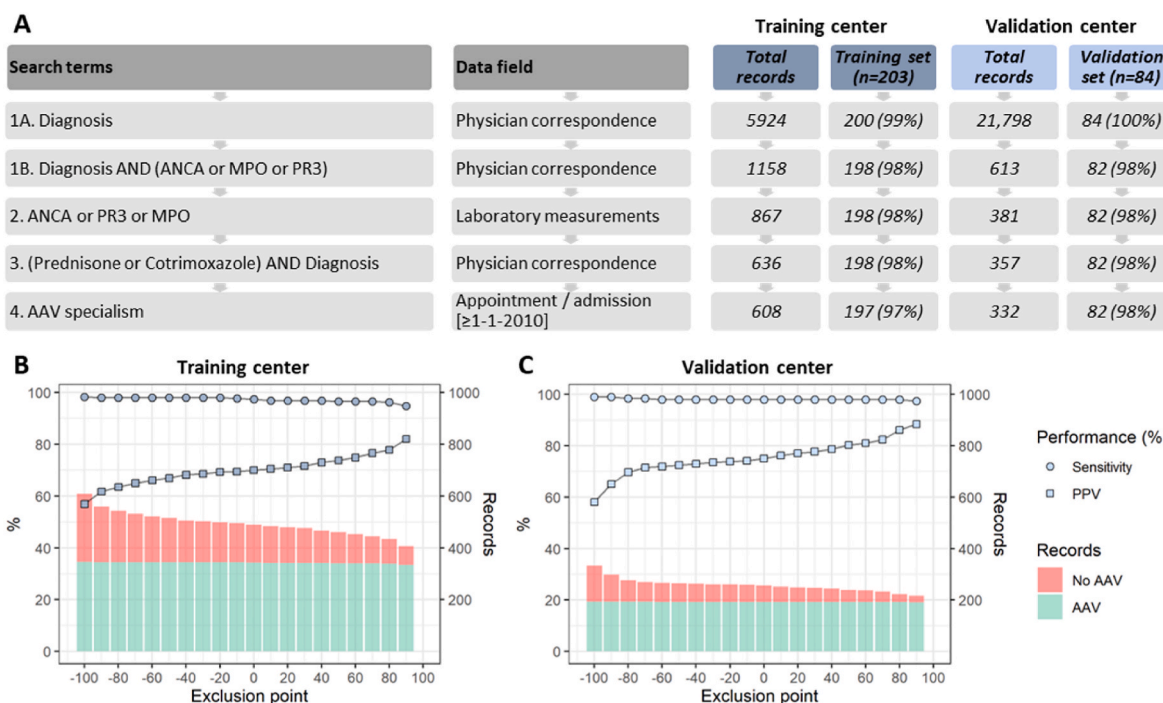 A
Training center Validation center
Search terms Data field Total records Training set (n=203) Total records Validation set (n=84)
1A. Diagnosis Physician correspondence 5924 200 (99%) 21,798 84 (100%)
1B. Diagnosis AND (ANCA or MPO or PR3) Physician correspondence 1158 198 (98%) 613 82 (98%)
2. ANCA or PR3 or MPO Laboratory measurements 867 198 (98%) 381 82 (98%)
3. (Prednisone or Cotrimoxazole) AND Diagnosis Physician correspondence 636 198 (98%) 357 82 (98%)
4. AAV specialism Appointment / admission [≥1-1-2010] 608 197 (97%) 332 82 (98%)
B Training center
100
80
60
40
20
0
%
1000
800
600
400
200
Records
-100 -80 -60 -40 -20 0 20 40 60 80 100
Exclusion point
C Validation center
100
80
60
40
20
0
%
1000
800
600
400
200
Records
-100 -80 -60 -40 -20 0 20 40 60 80 100
Exclusion point
Performance (%
Sensitivity
PPV
Records
No AAV
AAV